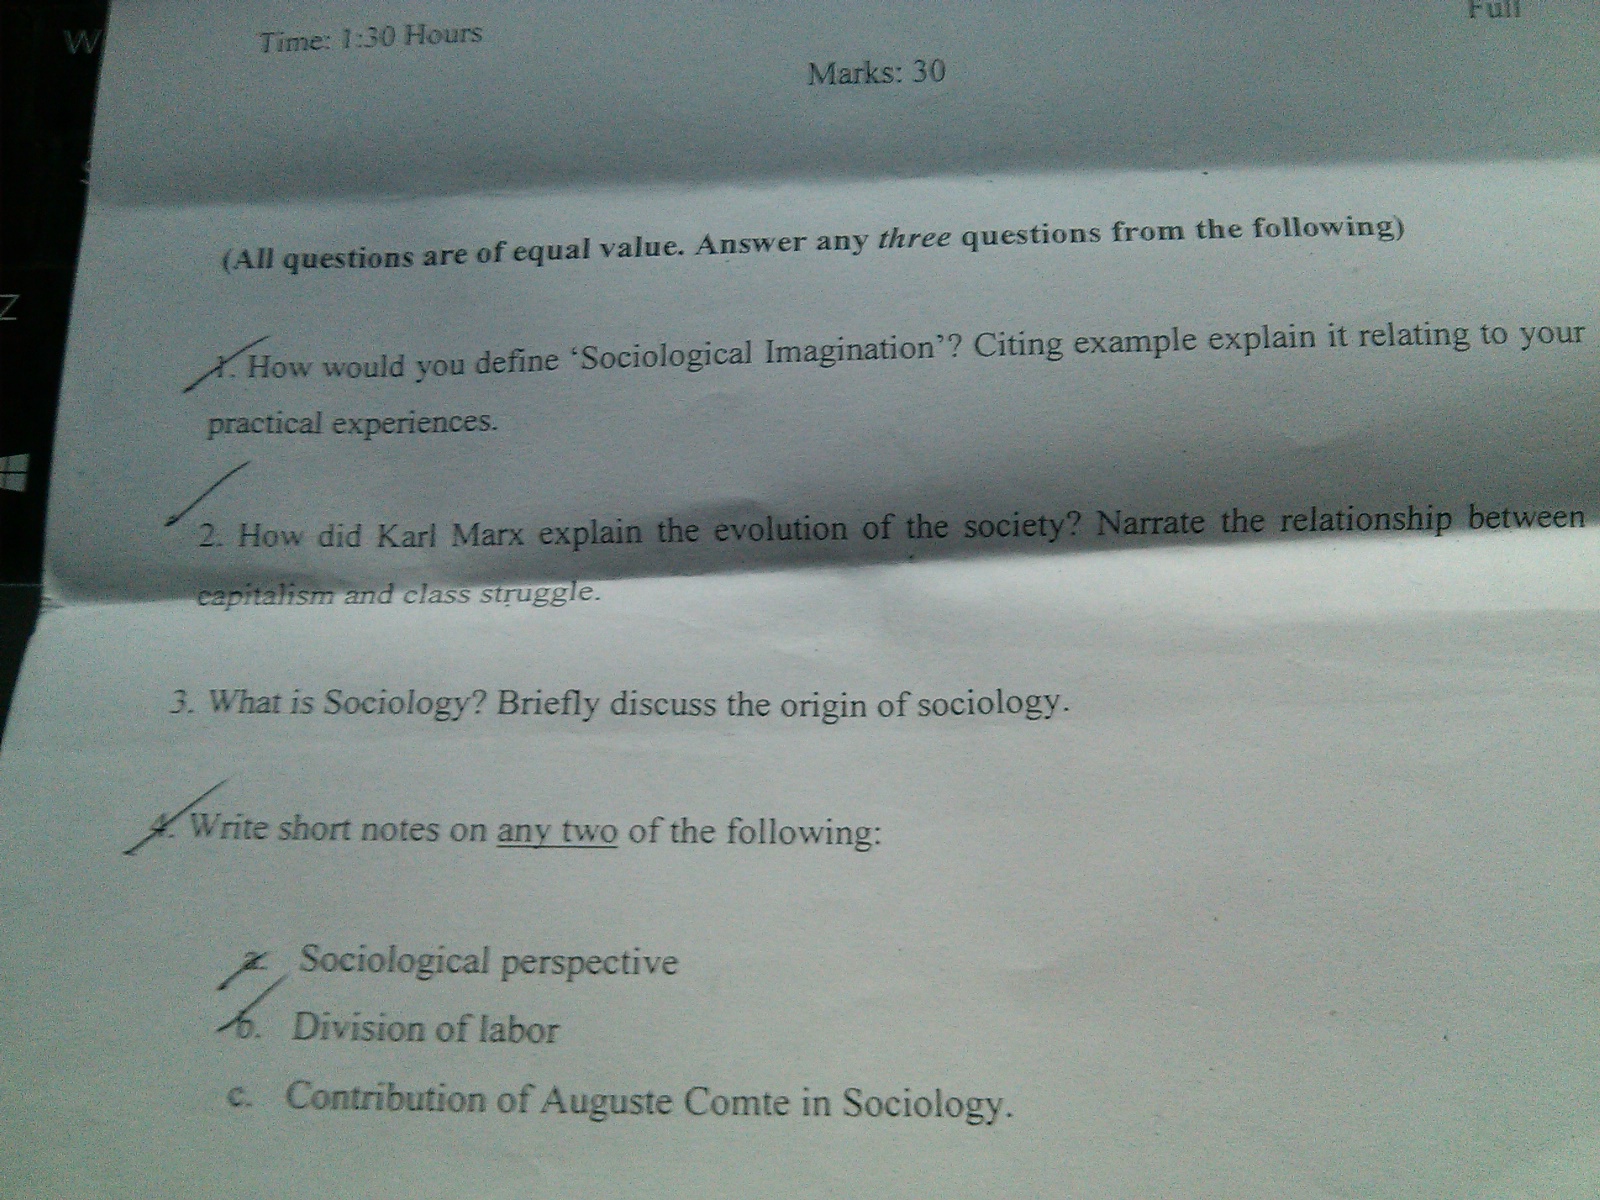 Full
Time: 1:30 Hours
Marks: 30
(All questions are of equal value. Answer any three questions from the following)
1. How would you define ‘Sociological Imagination’? Citing example explain it relating to your
practical experiences.
2. How did Karl Marx explain the evolution of the society? Narrate the relationship between
capitalism and class struggle.
3. What is Sociology? Briefly discuss the origin of sociology.
4. Write short notes on any two of the following:
a. Sociological perspective
b. Division of labor
c. Contribution of Auguste Comte in Sociology.
W
Z